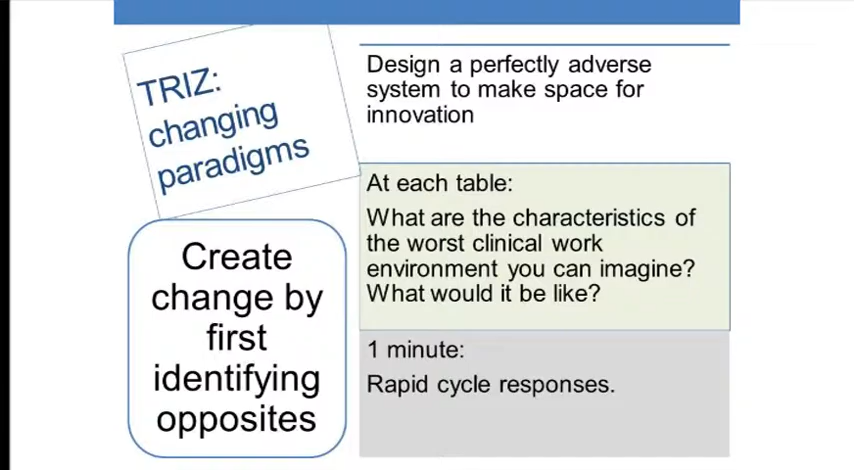 TRIZ:
changing
paradigms
Create
change by
first
identifying
opposites
Design a perfectly adverse
system to make space for
innovation
At each table:
What are the characteristics of
the worst clinical work
environment you can imagine?
What would it be like?
1 minute:
Rapid cycle responses.